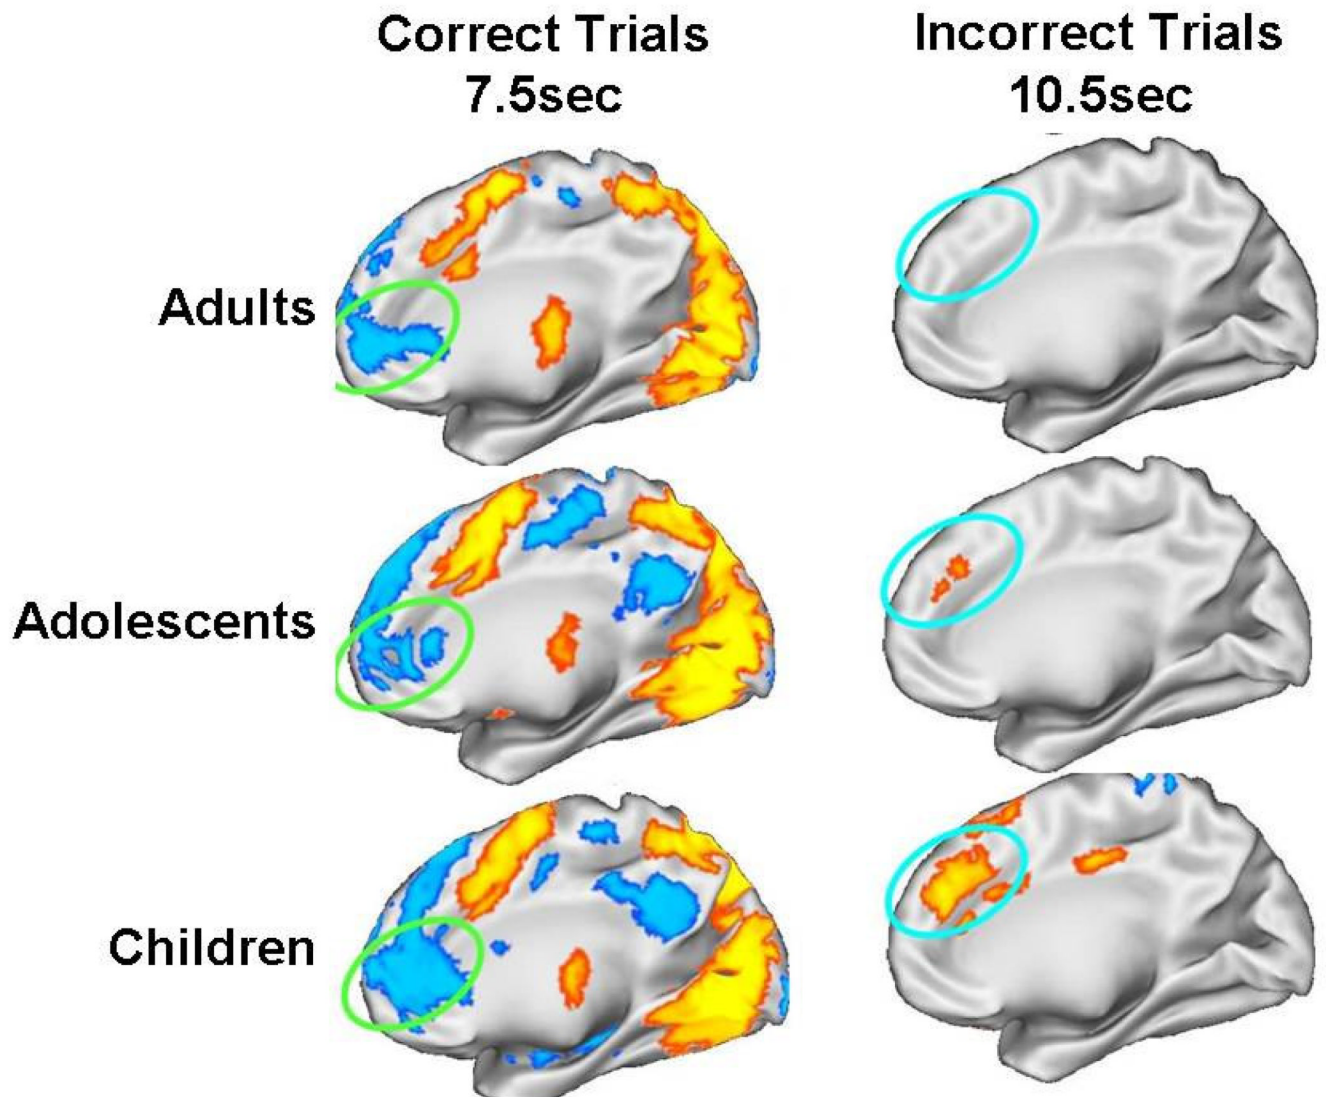 Correct Trials
7.5sec
Incorrect Trials
10.5sec
Adults
Adolescents
Children